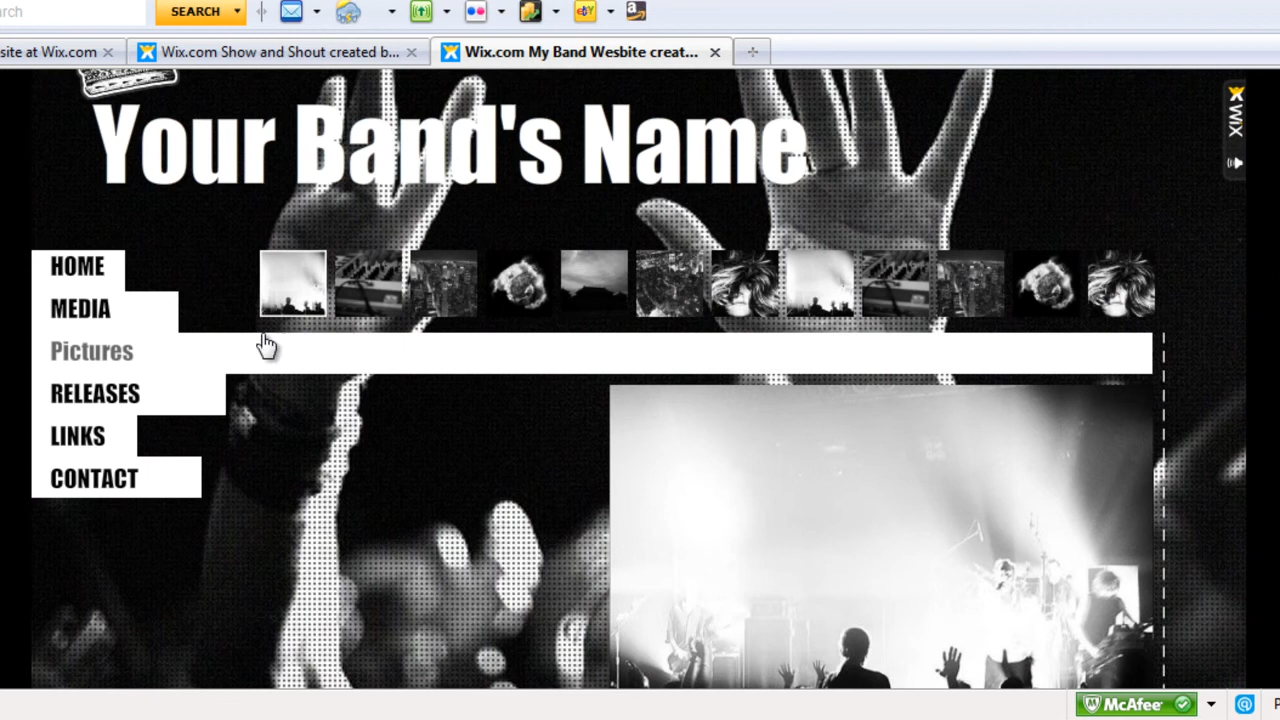 rch
SEARCH
site at Wix.com
Wix.com Show and Shout created b...
Wix.com My Band Wesbite creat...
Your Band's Name
WIX
HOME
MEDIA
Pictures
RELEASES
LINKS
CONTACT
McAfee